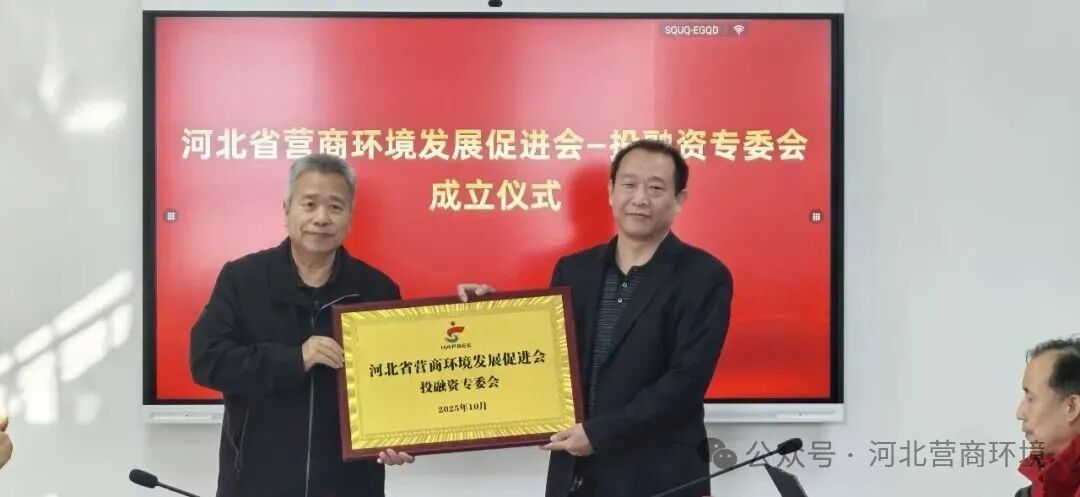 SQUQ-EGQD
河北省营商环境发展促进会-投融资专委会
成立仪式
HAPBEE
河北省营商环境发展促进会
投融资专委会
2025年10月
公众号·河北营商环境